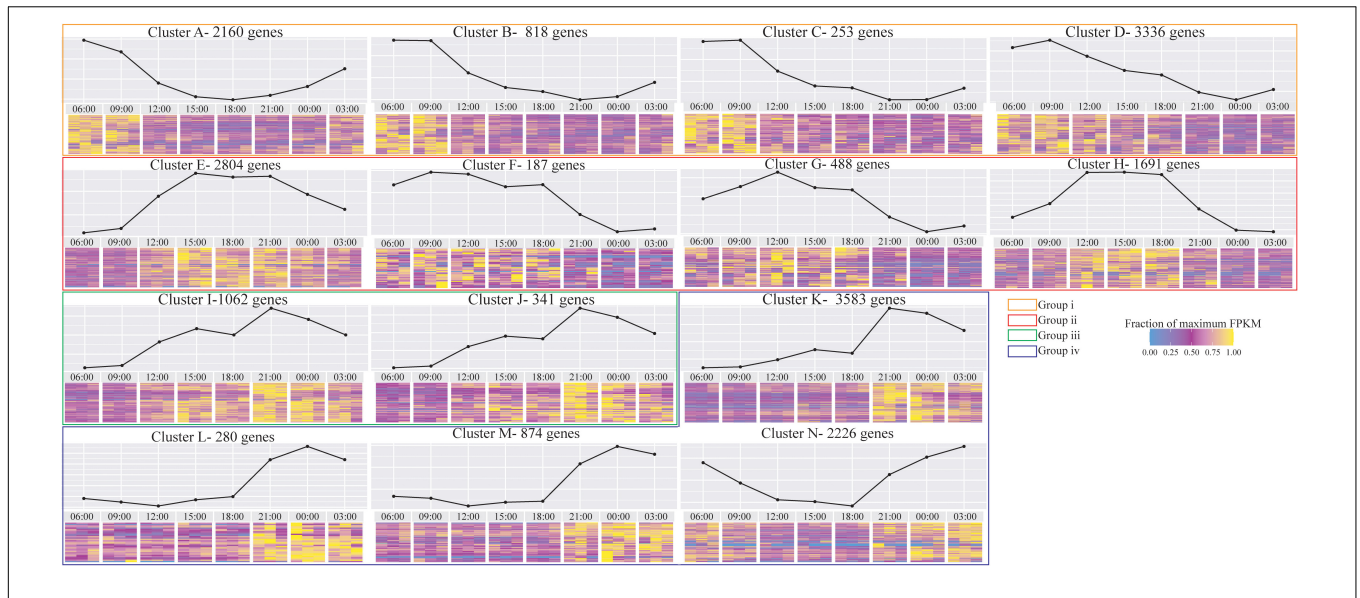 Cluster A- 2160 genes
Cluster B- 818 genes
Cluster C- 253 genes
Cluster D- 3336 genes
06:00 09:00 12:00 15:00 18:00 21:00 00:00 03:00
06:00 09:00 12:00 15:00 18:00 21:00 00:00 03:00
06:00 09:00 12:00 15:00 18:00 21:00 00:00 03:00
06:00 09:00 12:00 15:00 18:00 21:00 00:00 03:00
Cluster E- 2804 genes
Cluster F- 187 genes
Cluster G- 488 genes
Cluster H- 1691 genes
06:00 09:00 12:00 15:00 18:00 21:00 00:00 03:00
06:00 09:00 12:00 15:00 18:00 21:00 00:00 03:00
06:00 09:00 12:00 15:00 18:00 21:00 00:00 03:00
06:00 09:00 12:00 15:00 18:00 21:00 00:00 03:00
Cluster I-1062 genes
Cluster J- 341 genes
Cluster K- 3583 genes
06:00 09:00 12:00 15:00 18:00 21:00 00:00 03:00
06:00 09:00 12:00 15:00 18:00 21:00 00:00 03:00
06:00 09:00 12:00 15:00 18:00 21:00 00:00 03:00
Group i
Group ii
Group iii
Group iv
Fraction of maximum FPKM
0.00 0.25 0.50 0.75 1.00
Cluster L- 280 genes
Cluster M- 874 genes
Cluster N- 2226 genes
06:00 09:00 12:00 15:00 18:00 21:00 00:00 03:00
06:00 09:00 12:00 15:00 18:00 21:00 00:00 03:00
06:00 09:00 12:00 15:00 18:00 21:00 00:00 03:00